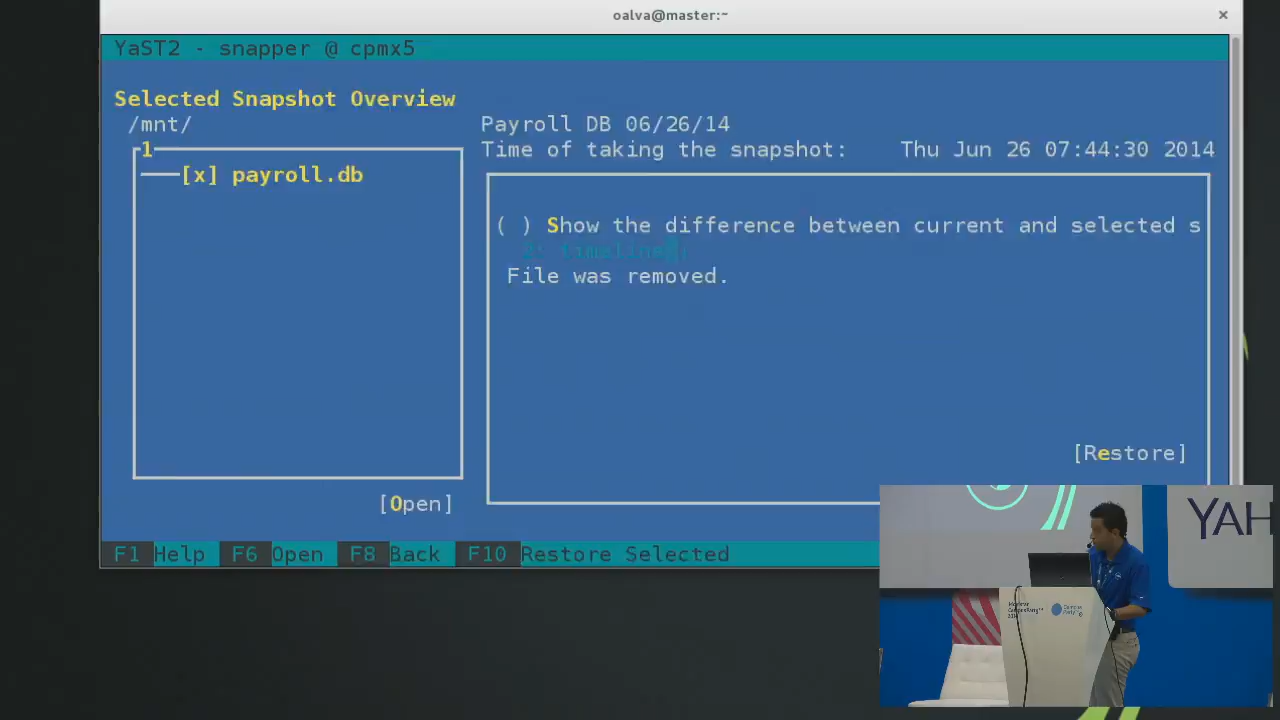 oalva@master:~ ×
YaST2 - snapper @ cpmx5
Selected Snapshot Overview
/mnt/
1
[x] payroll.db
[Open]
Payroll DB 06/26/14
Time of taking the snapshot: Thu Jun 26 07:44:30 2014
( ) Show the difference between current and selected s
File was removed.
[Restore]
F1 Help F6 Open F8 Back F10 Restore Selected
YAH